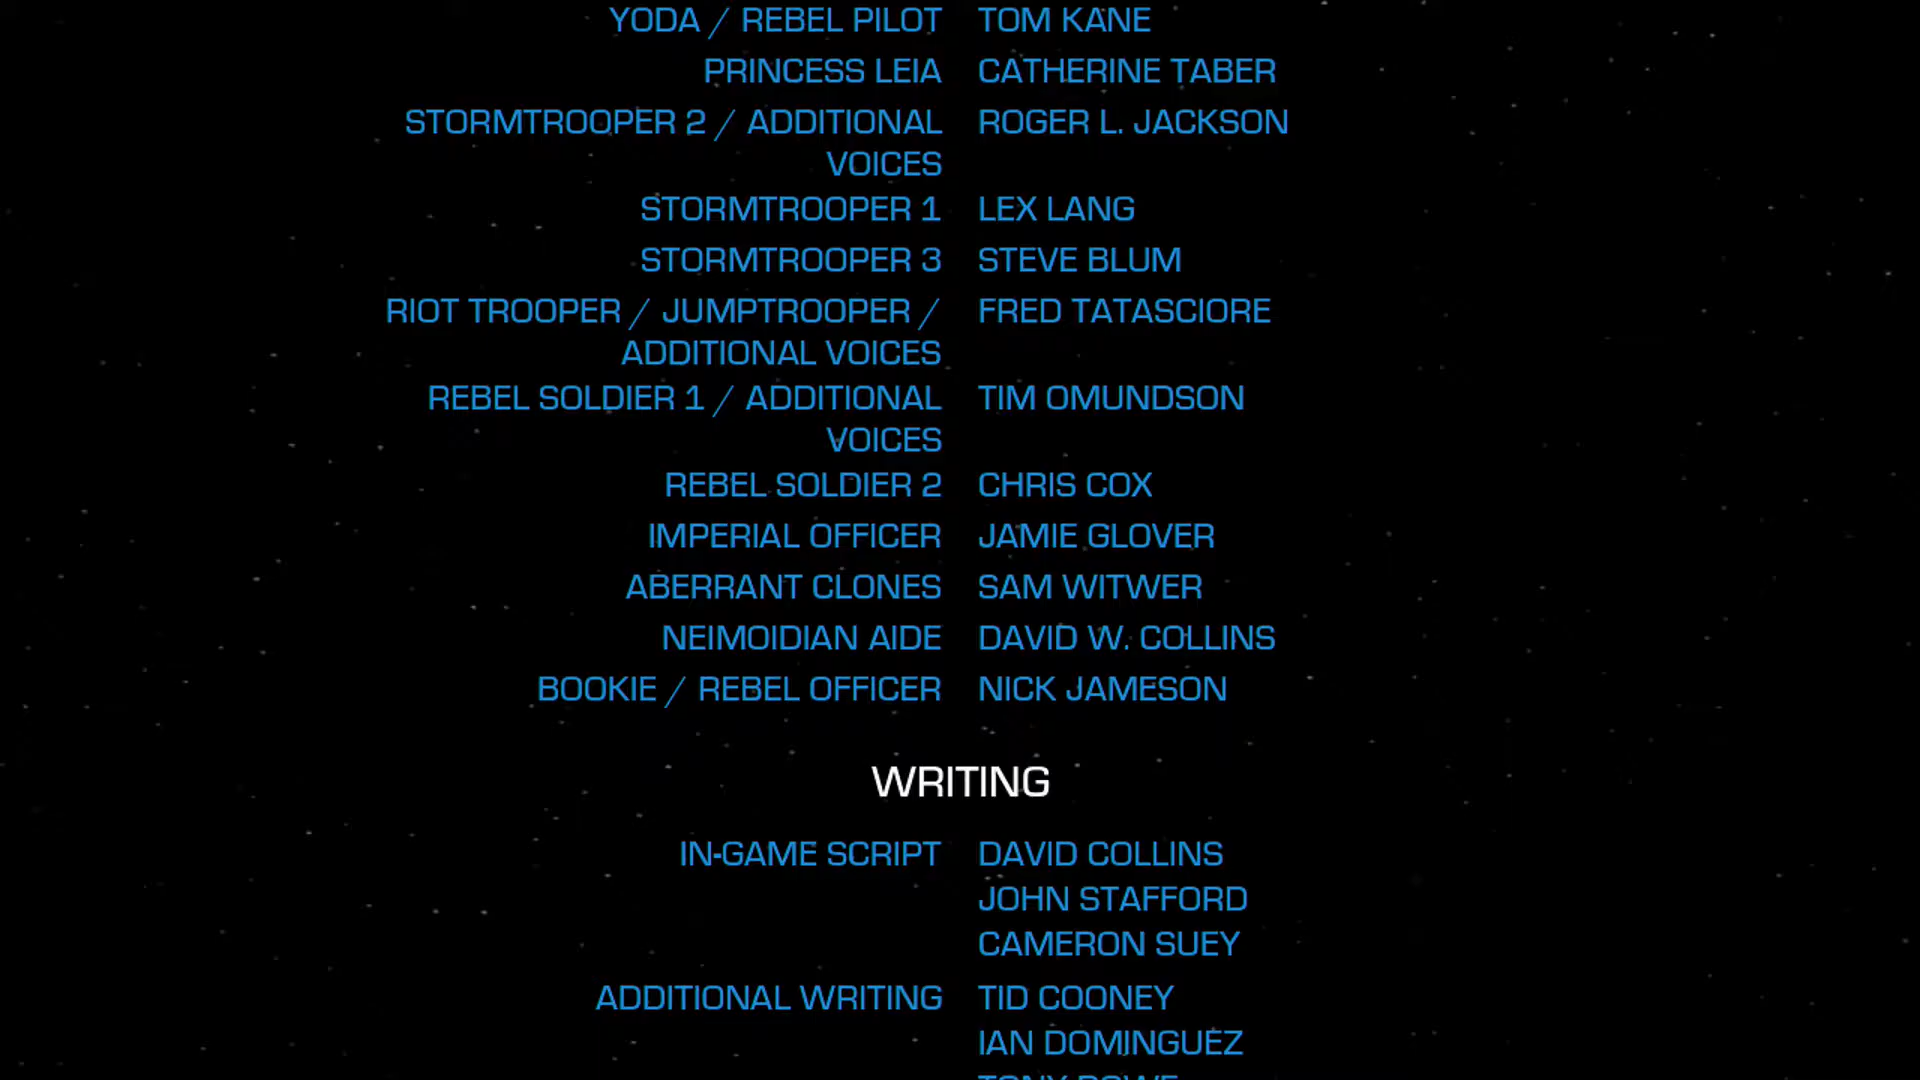 YODA / REBEL PILOT TOM KANE
PRINCESS LEIA CATHERINE TABER
STORMTROOPER 2 / ADDITIONAL ROGER L. JACKSON
VOICES
STORMTROOPER 1 LEX LANG
STORMTROOPER 3 STEVE BLUM
RIOT TROOPER / JUMPTROOPER / FRED TATASCIORE
ADDITIONAL VOICES
REBEL SOLDIER 1 / ADDITIONAL TIM OMUNDSON
VOICES
REBEL SOLDIER 2 CHRIS COX
IMPERIAL OFFICER JAMIE GLOVER
ABERRANT CLONES SAM WITWER
NEIMOIDIAN AIDE DAVID W. COLLINS
BOOKIE / REBEL OFFICER NICK JAMESON
WRITING
IN-GAME SCRIPT DAVID COLLINS
JOHN STAFFORD
CAMERON SUEY
ADDITIONAL WRITING TID COONEY
IAN DOMINGUEZ